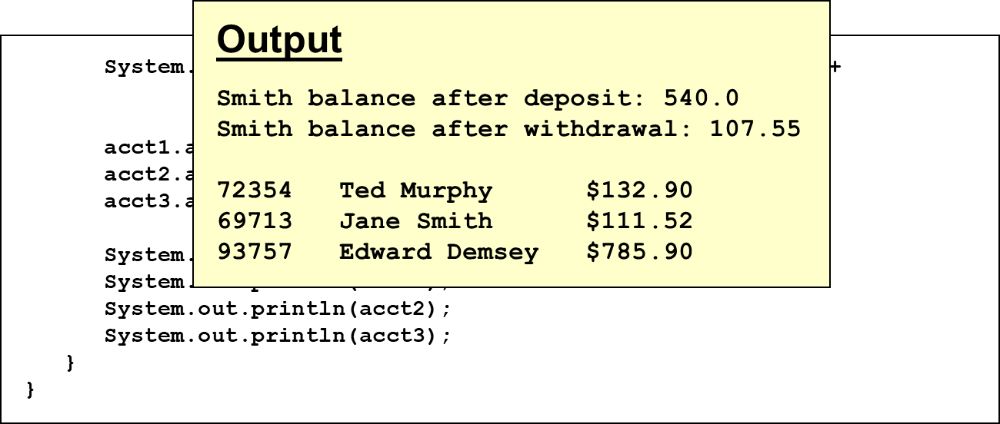 Output
Smith balance after deposit: 540.0
Smith balance after withdrawal: 107.55
72354 Ted Murphy $132.90
69713 Jane Smith $111.52
93757 Edward Demsey $785.90
System. +
acct1.a
acct2.a
acct3.a
System.
System.
System.out.println(acct2);
System.out.println(acct3);
}
}